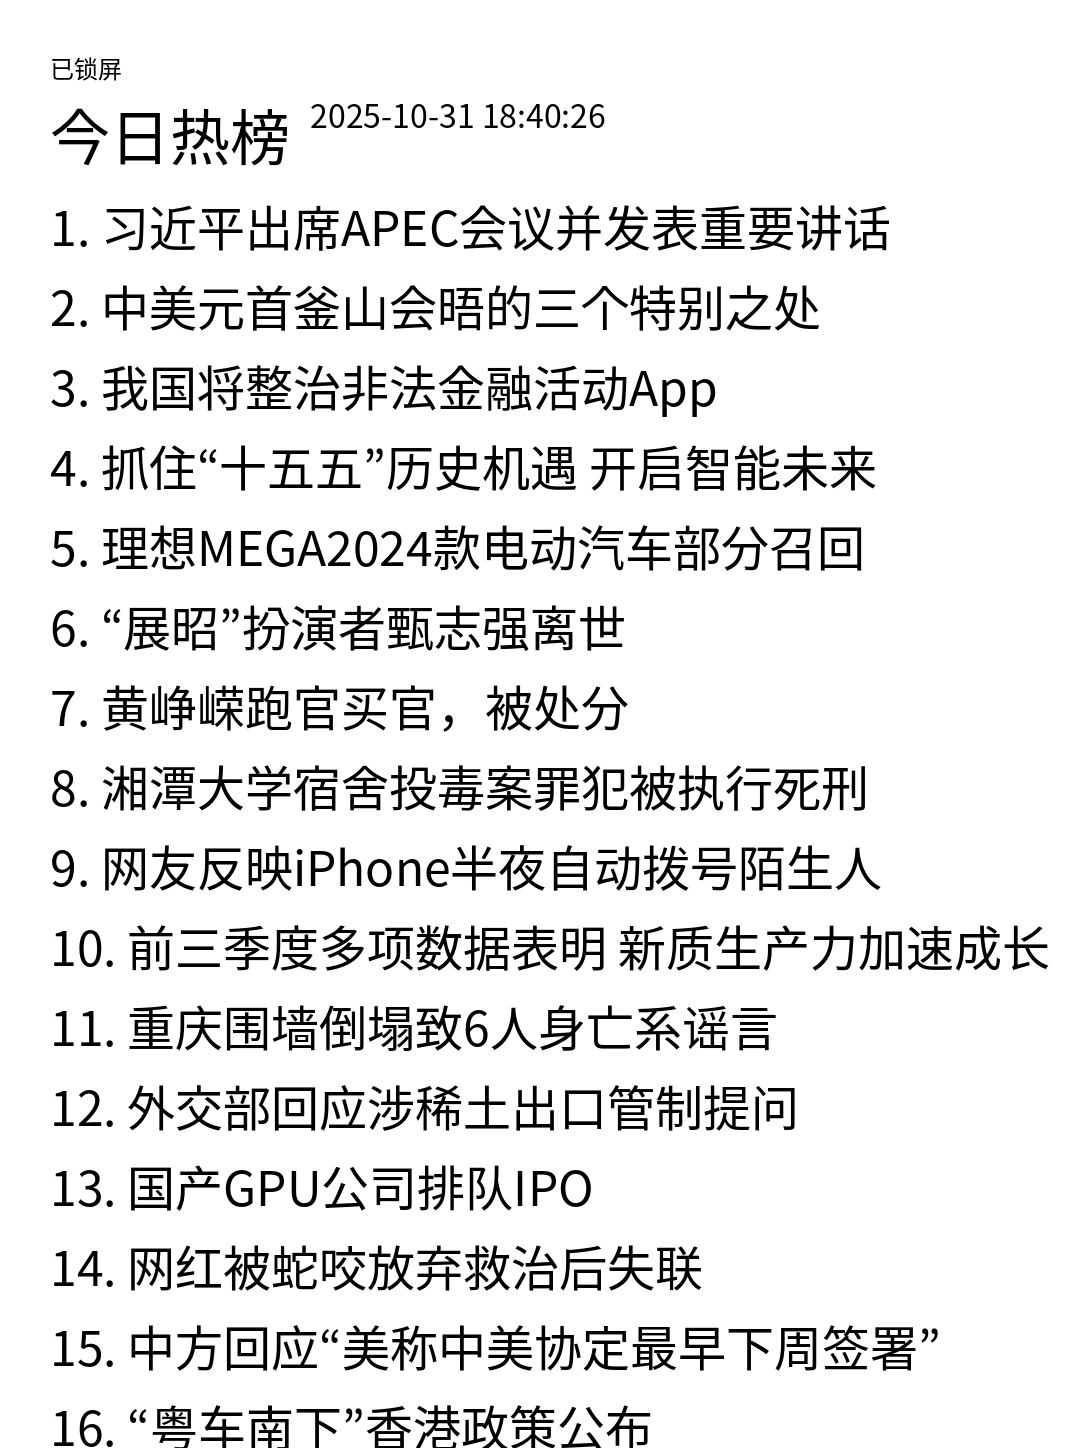 已锁屏
今日热榜 2025-10-31 18:40:26
1. 习近平出席APEC会议并发表重要讲话
2. 中美元首釜山会晤的三个特别之处
3. 我国将整治非法金融活动App
4. 抓住“十五五”历史机遇 开启智能未来
5. 理想MEGA2024款电动汽车部分召回
6. “展昭”扮演者甄志强离世
7. 黄峥嵘跑官买官，被处分
8. 湘潭大学宿舍投毒案罪犯被执行死刑
9. 网友反映iPhone半夜自动拨号陌生人
10. 前三季度多项数据表明 新质生产力加速成长
11. 重庆围墙倒塌致6人身亡系谣言
12. 外交部回应涉稀土出口管制提问
13. 国产GPU公司排队IPO
14. 网红被蛇咬放弃救治后失联
15. 中方回应“美称中美协定最早下周签署”
16. “粤车南下”香港政策公布